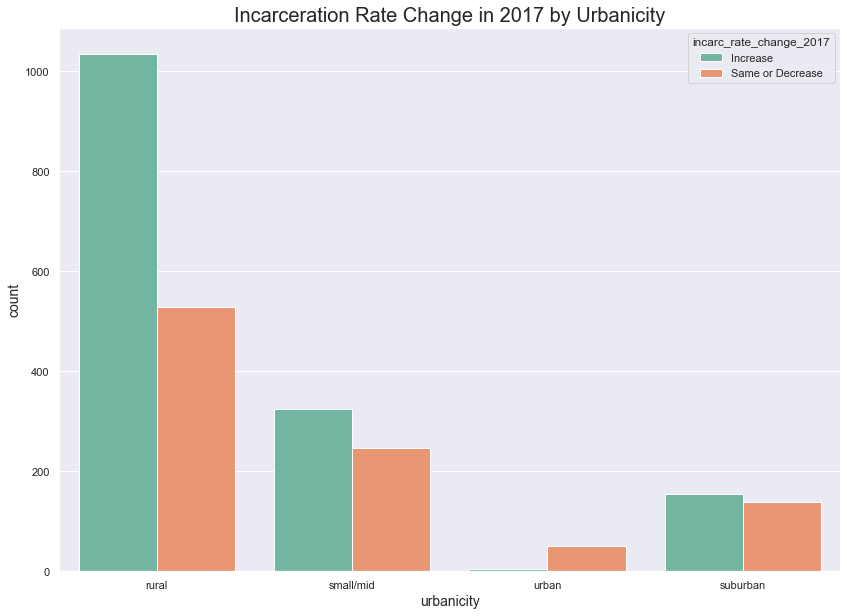 Incarceration Rate Change in 2017 by Urbanicity
incarc_rate_change_2017
Increase
Same or Decrease
1000
800
600
400
200
0
count
rural small/mid urban suburban
urbanicity